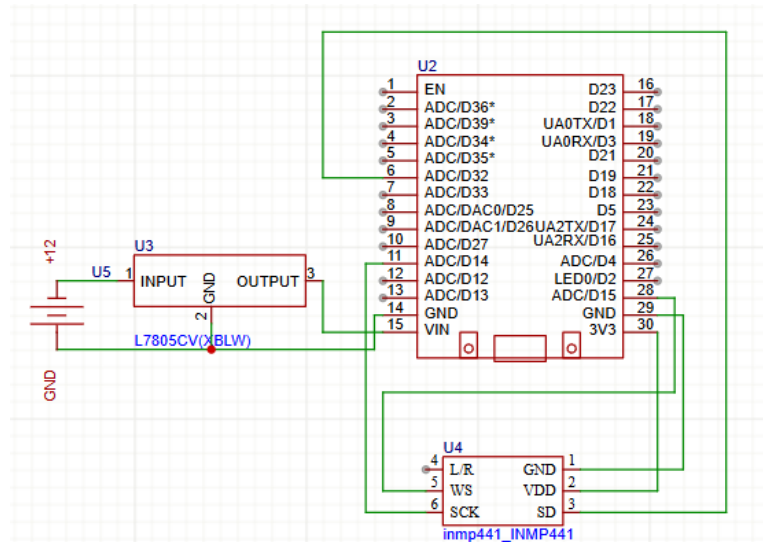 U2
1 EN D23 16
2 ADC/D36* D22 17
3 ADC/D39* UA0TX/D1 18
4 ADC/D34* UA0RX/D3 19
5 ADC/D35* D21 20
6 ADC/D32 D19 21
7 ADC/D33 D18 22
8 ADC/DAC0/D25 D5 23
9 ADC/DAC1/D26 UA2TX/D17 24
10 ADC/D27 UA2RX/D16 25
11 ADC/D14 ADC/D4 26
12 ADC/D12 LED0/D2 27
13 ADC/D13 ADC/D15 28
14 GND GND 29
15 VIN 3V3 30
+12
U5
GND
U3
1 INPUT OUTPUT 3
2 GND
L7805CV(XBLW)
U4
4 L/R GND 1
5 WS VDD 2
6 SCK SD 3
inmp441_INMP441